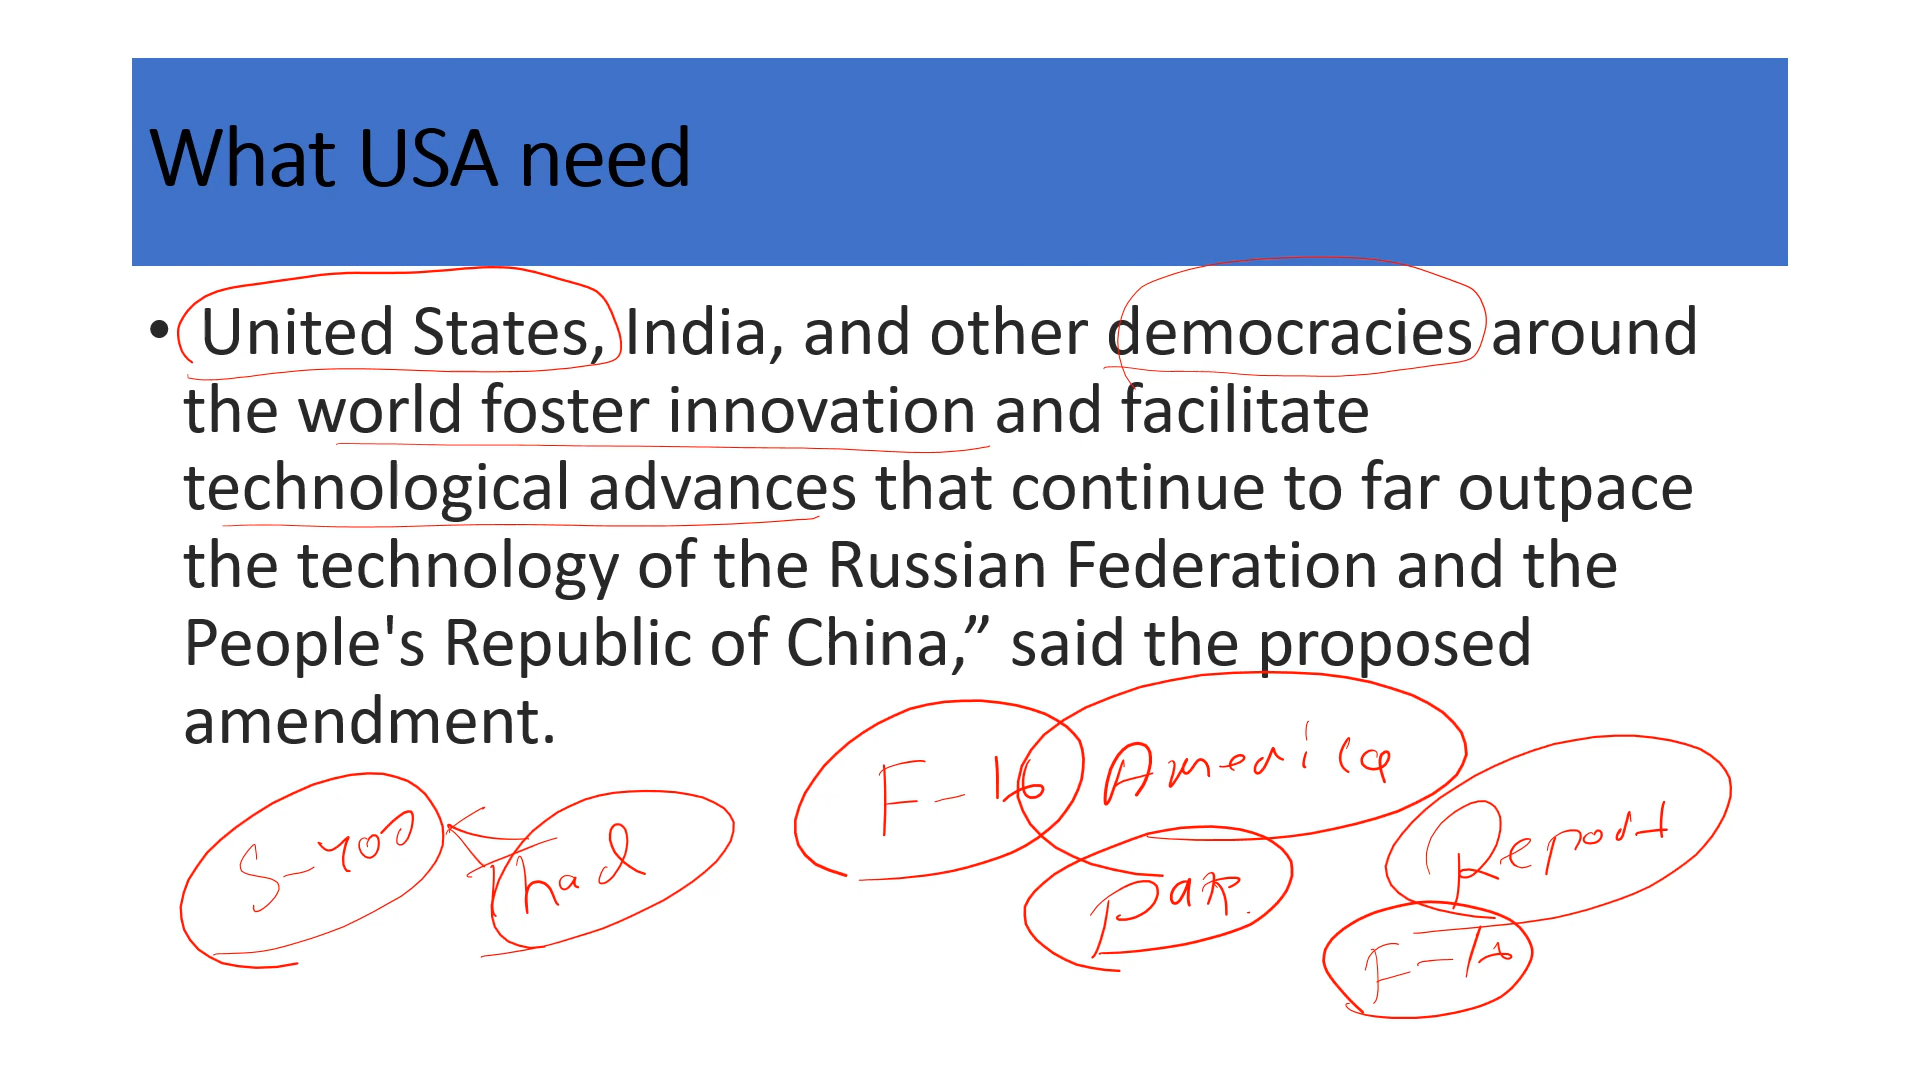 What USA need
• United States, India, and other democracies around
the world foster innovation and facilitate
technological advances that continue to far outpace
the technology of the Russian Federation and the
People's Republic of China,” said the proposed
amendment.
F-16 America
S-400 Thad Report
Pak.
F-16